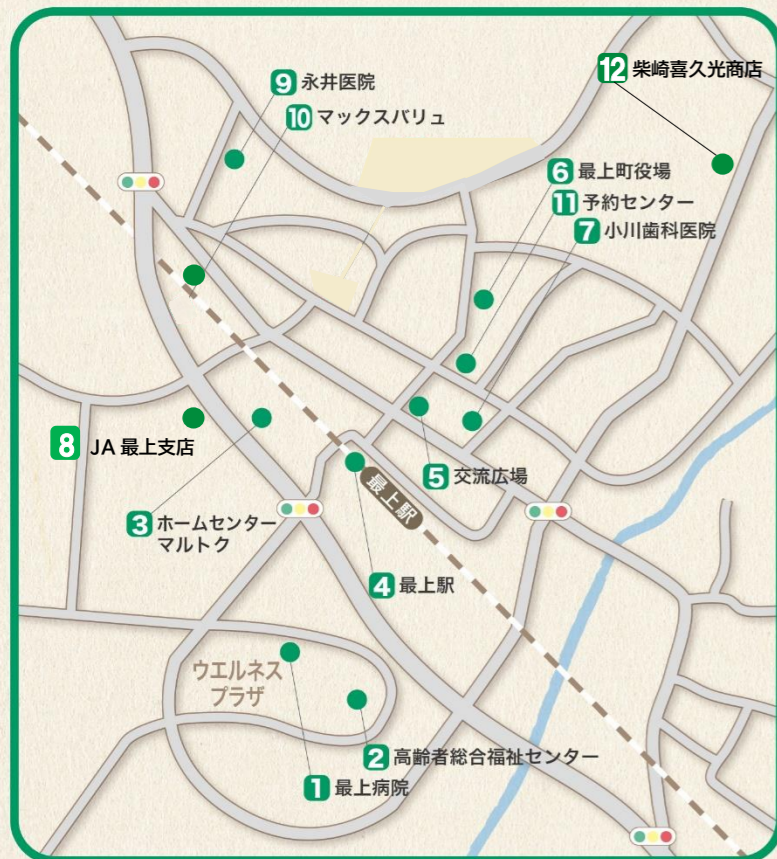 9 永井医院
10 マックスバリュ
12 柴崎喜久光商店
6 最上町役場
11 予約センター
7 小川歯科医院
8 JA 最上支店
5 交流広場
最上駅
3 ホームセンター
マルトク
4 最上駅
ウエルネス
プラザ
2 高齢者総合福祉センター
1 最上病院